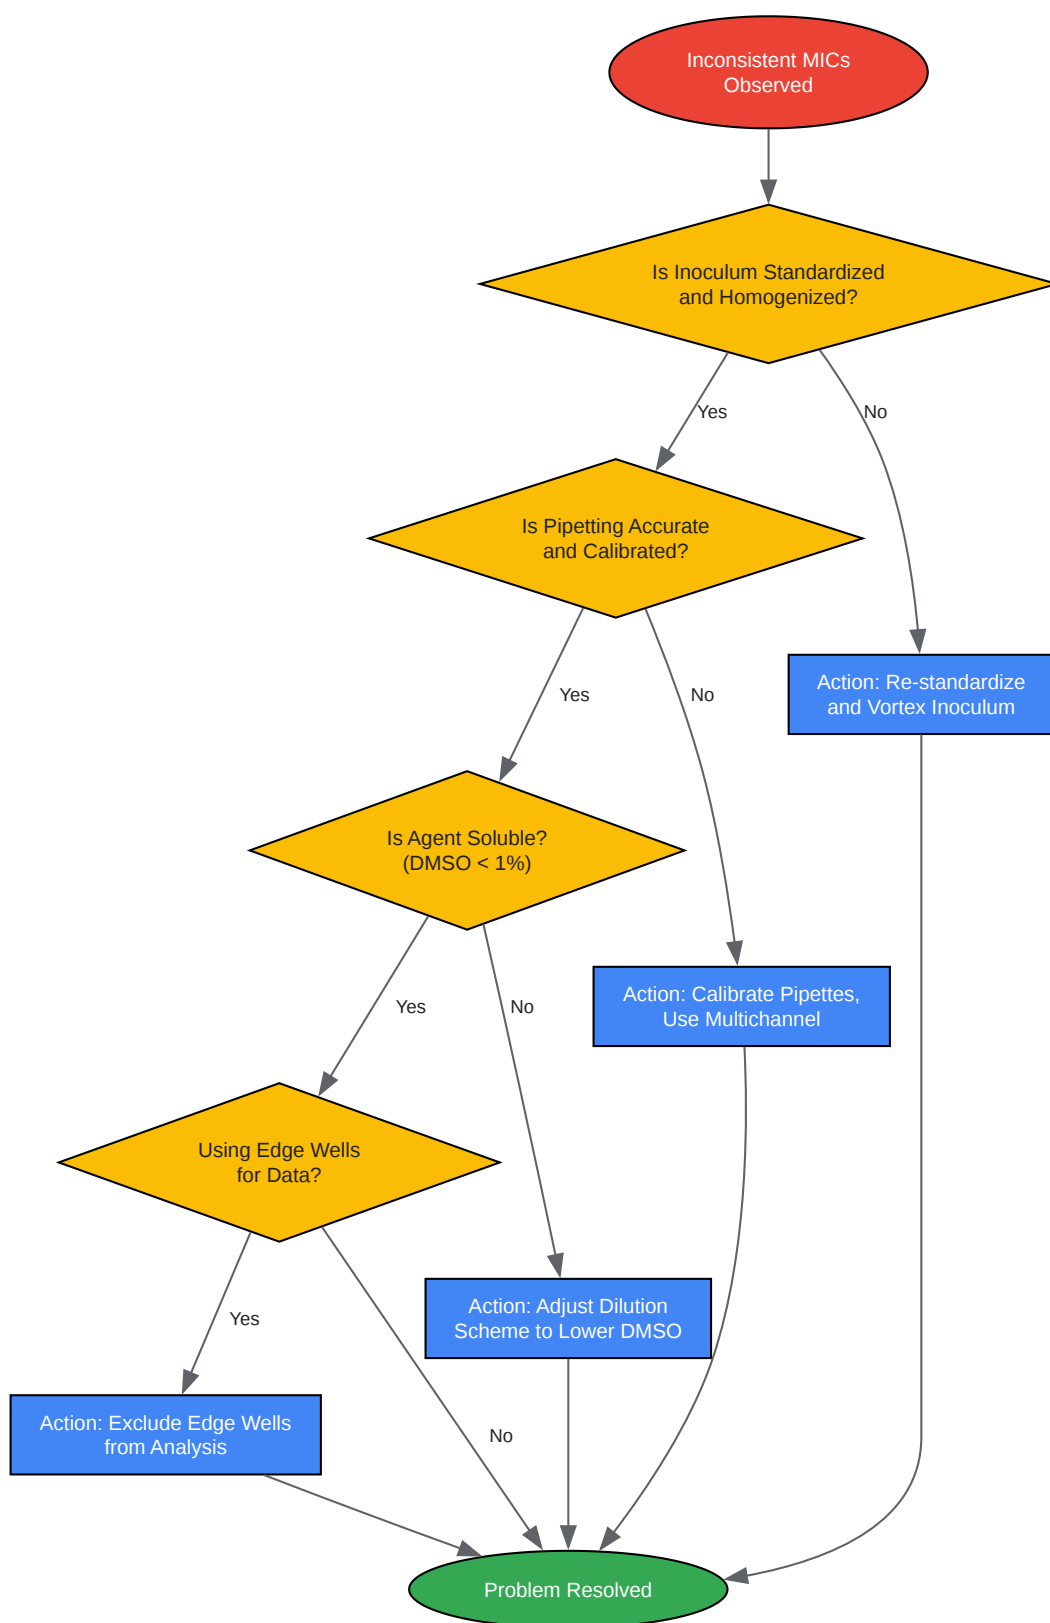 Inconsistent MICs
Observed
Is Inoculum Standardized
and Homogenized?
Yes
No
Is Pipetting Accurate
and Calibrated?
Action: Re-standardize
and Vortex Inoculum
Yes
No
Is Agent Soluble?
(DMSO < 1%)
Action: Calibrate Pipettes,
Use Multichannel
Yes
No
Using Edge Wells
for Data?
Action: Adjust Dilution
Scheme to Lower DMSO
Yes
No
Action: Exclude Edge Wells
from Analysis
Problem Resolved